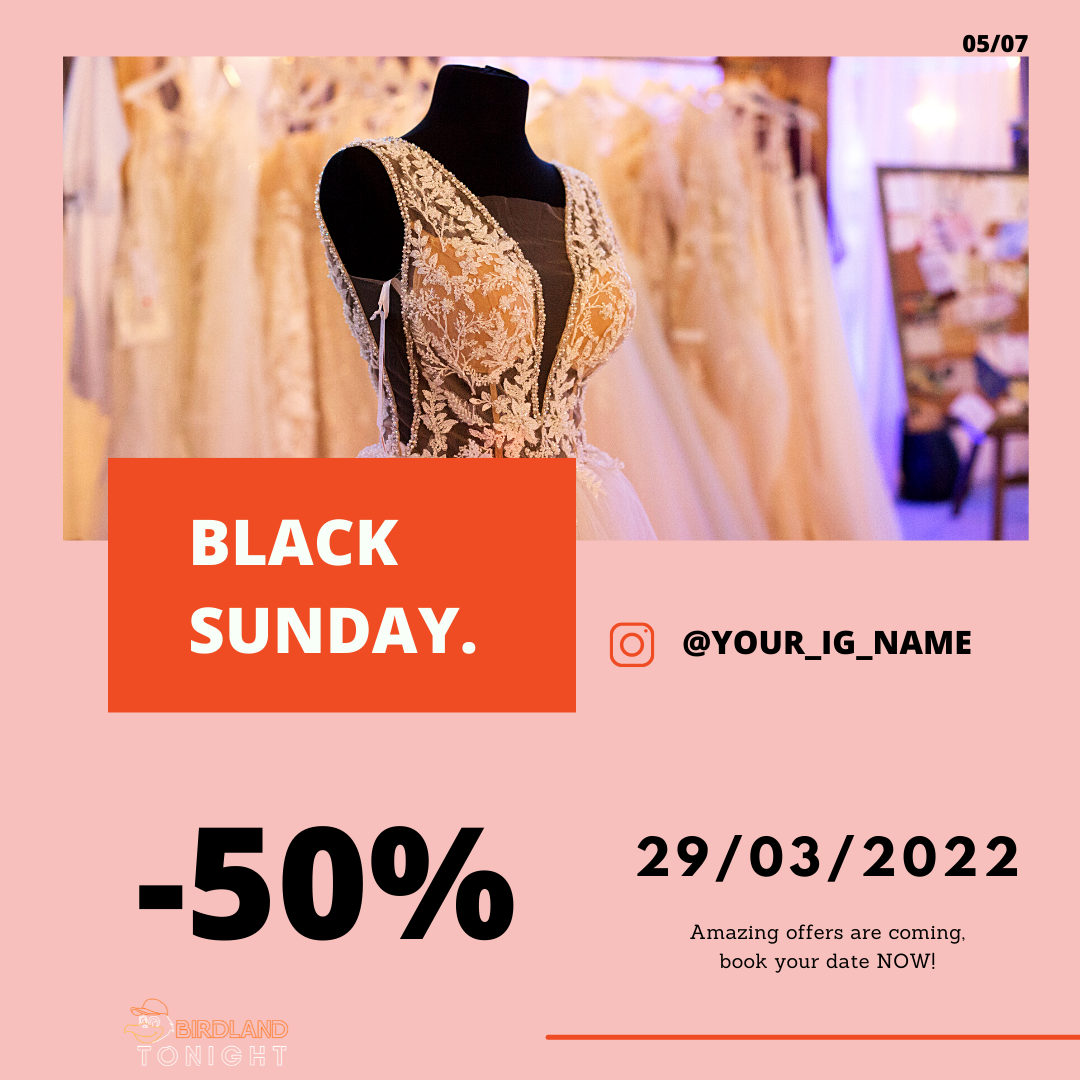 05/07
BLACK
SUNDAY.
@YOUR_IG_NAME
-50%
29/03/2022
Amazing offers are coming,
book your date NOW!
BIRDLAND
TONIGHT